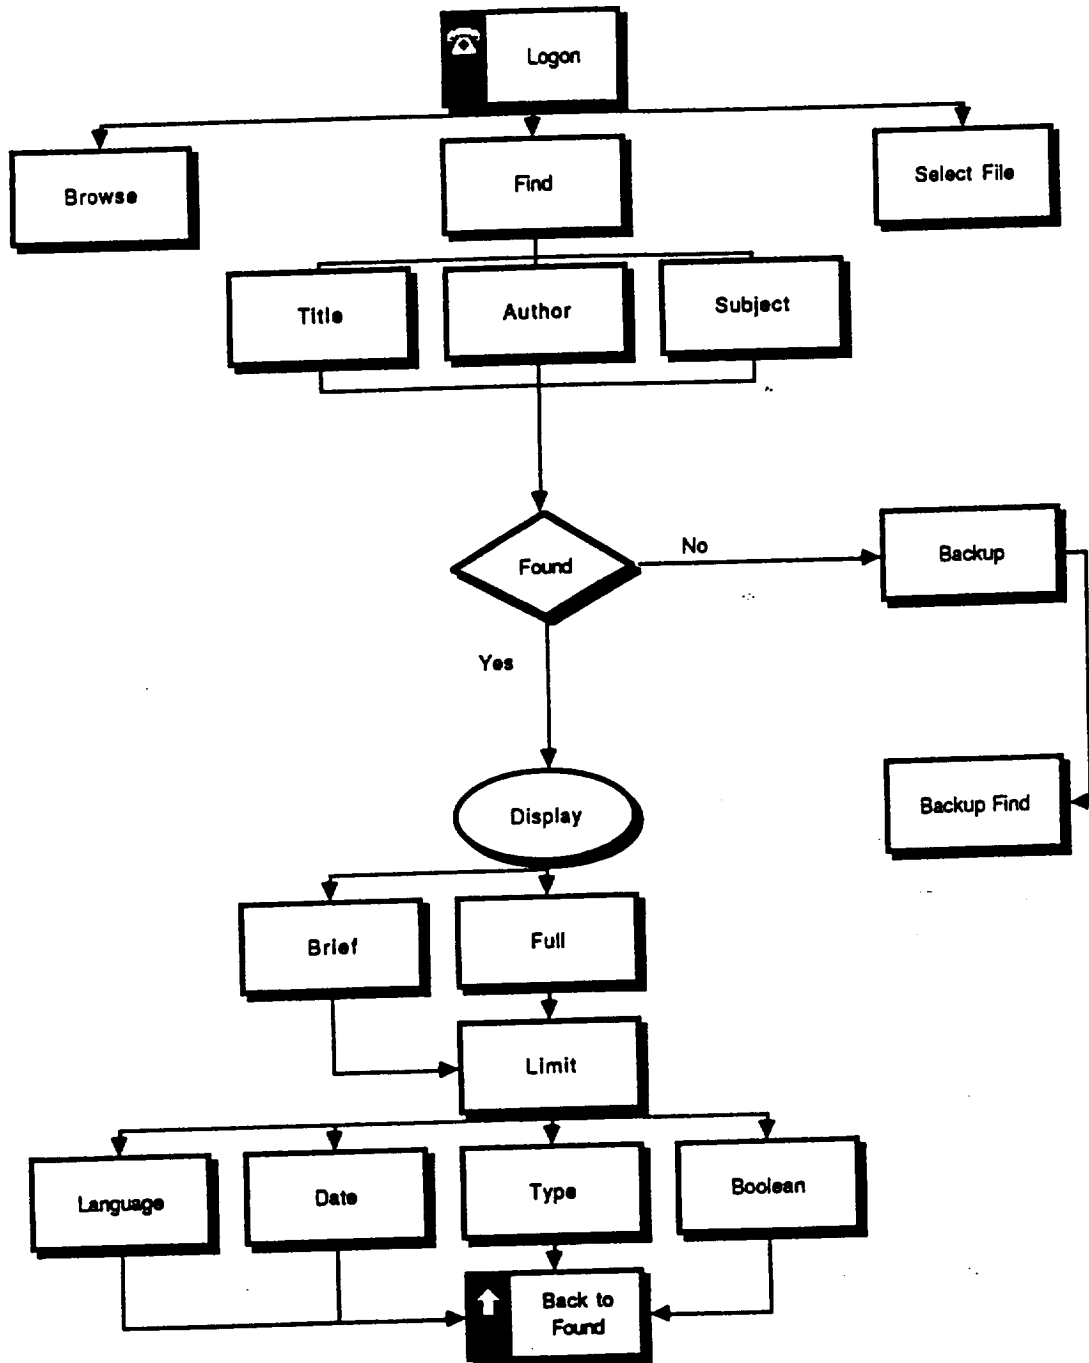 Logon
Browse
Find
Select File
Title
Author
Subject
Found
No
Backup
Yes
Display
Backup Find
Brief
Full
Limit
Language
Date
Type
Boolean
Back to
Found